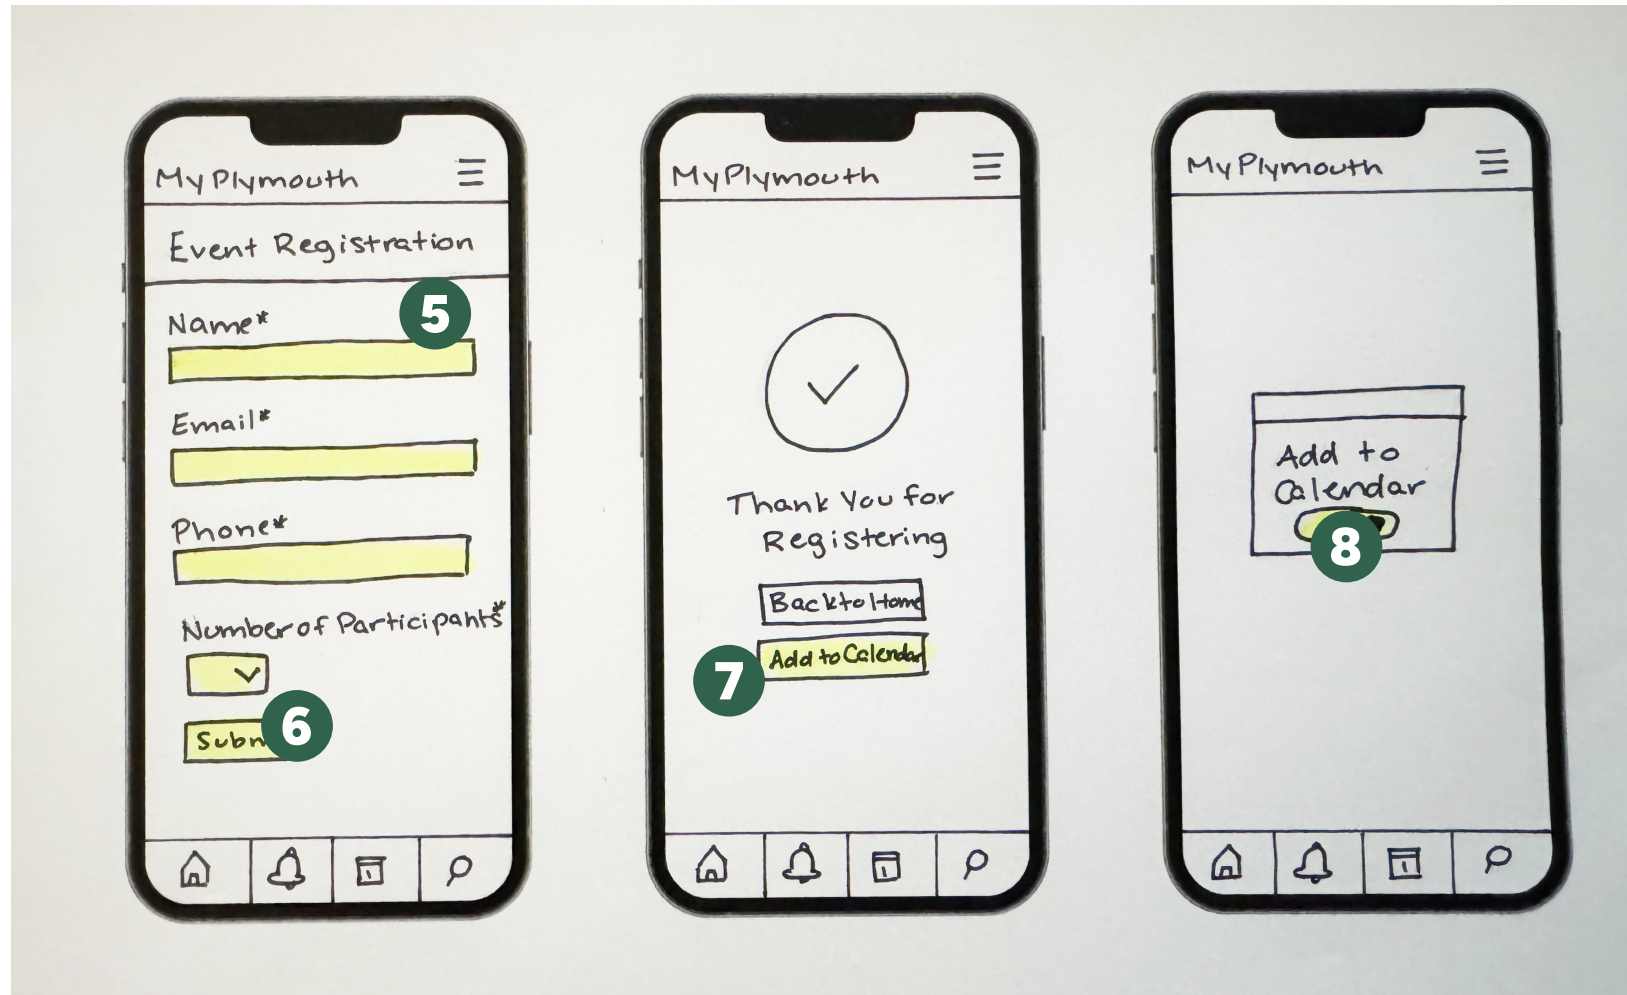 MyPlymouth
Event Registration
5
Name*
Email*
Phone*
Number of Participants*
6
MyPlymouth
Thank You for
Registering
Back to Home
Add to Calendar
7
MyPlymouth
Add to
Calendar
8